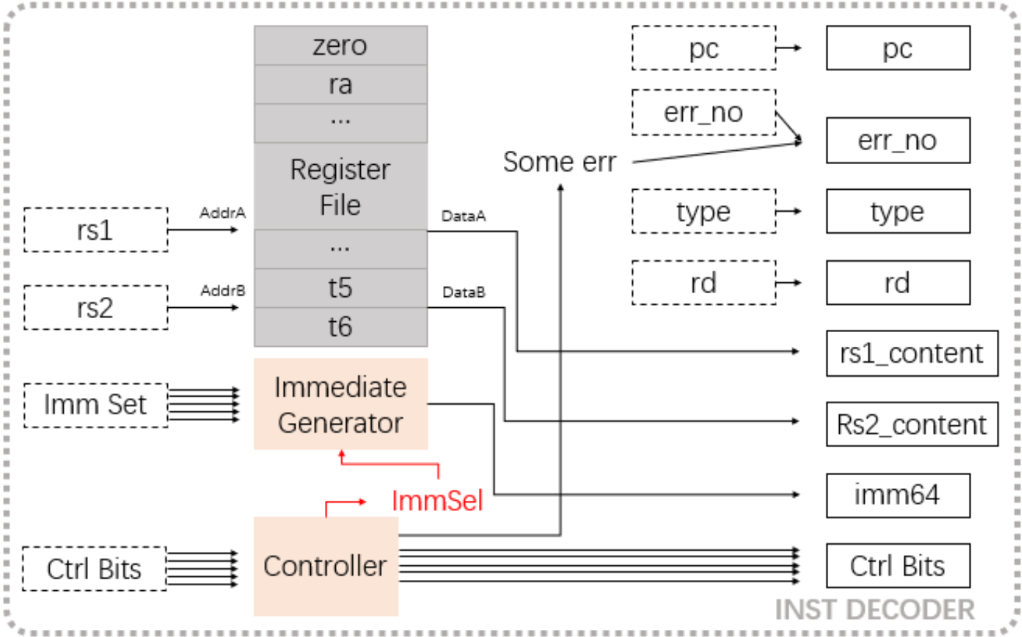 zero
ra
...
Register
File
...
t5
t6
rs1
AddrA
rs2
AddrB
DataA
DataB
Imm Set
Immediate
Generator
ImmSel
Ctrl Bits
Controller
Some err
pc
pc
err_no
err_no
type
type
rd
rd
rs1_content
Rs2_content
imm64
Ctrl Bits
INST DECODER